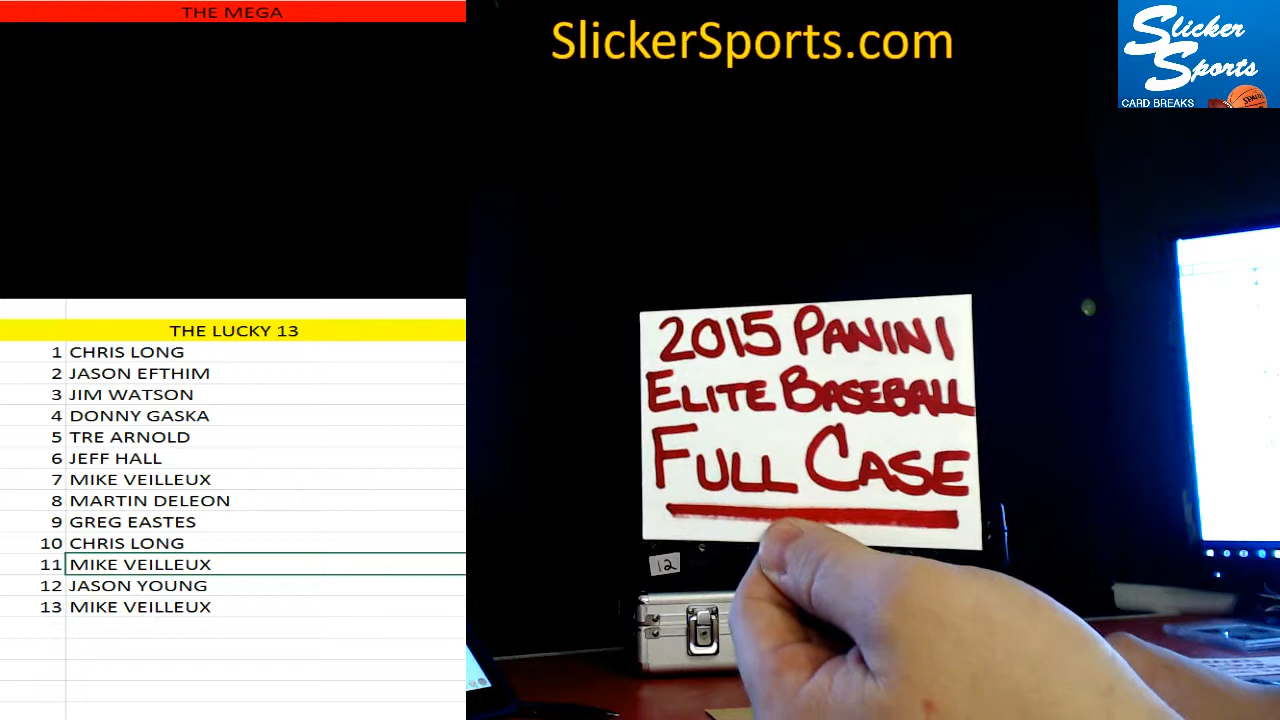 THE MEGA
THE LUCKY 13
1 CHRIS LONG
2 JASON EFTHIM
3 JIM WATSON
4 DONNY GASKA
5 TRE ARNOLD
6 JEFF HALL
7 MIKE VEILLEUX
8 MARTIN DELEON
9 GREG EASTES
10 CHRIS LONG
11 MIKE VEILLEUX
12 JASON YOUNG
13 MIKE VEILLEUX
SlickerSports.com
Slicker
Sports
CARD BREAKS
SPALDING
2015 PANINI
ELITE BASEBALL
FULL CASE
12